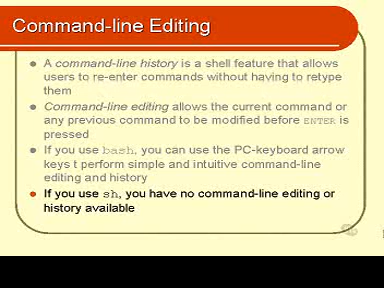 Command-line Editing
A command-line history is a shell feature that allows
users to re-enter commands without having to retype
them
Command-line editing allows the current command or
any previous command to be modified before ENTER is
pressed
If you use bash, you can use the PC-keyboard arrow
keys t perform simple and intuitive command-line
editing and history
If you use sh, you have no command-line editing or
history available